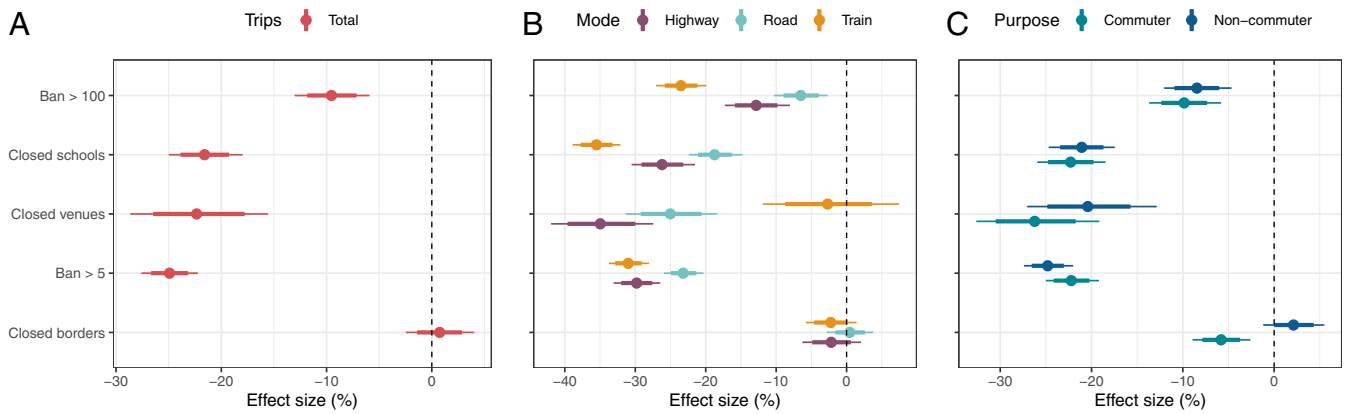 A
Trips Total
B
Mode Highway Road Train
C
Purpose Commuter Non−commuter
Ban > 100
Closed schools
Closed venues
Ban > 5
Closed borders
−30 −20 −10 0
Effect size (%)
−40 −30 −20 −10 0
Effect size (%)
−30 −20 −10 0
Effect size (%)